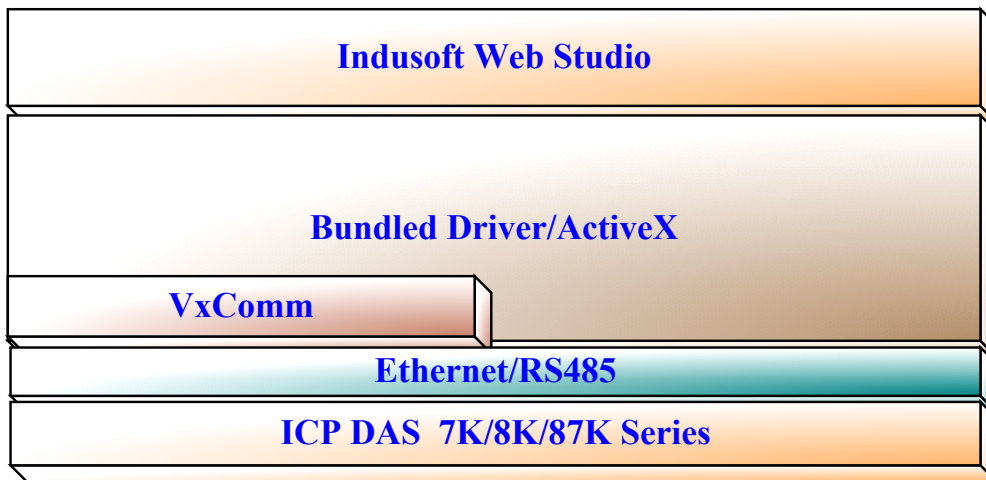 Indusoft Web Studio
Bundled Driver/ActiveX
VxComm
Ethernet/RS485
ICP DAS 7K/8K/87K Series